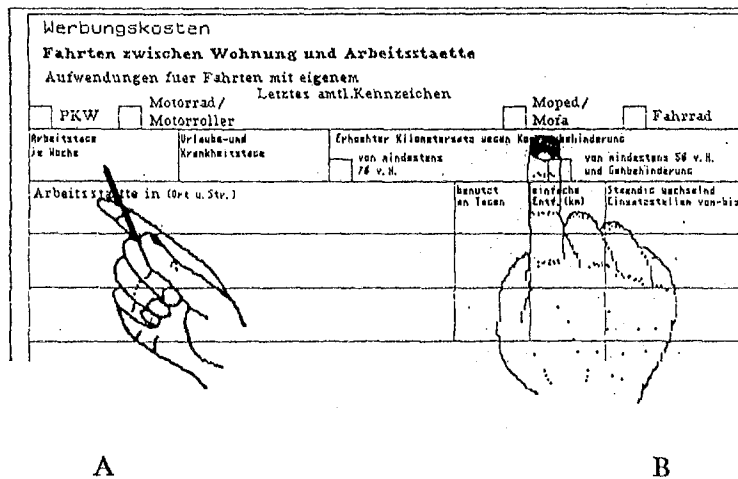 Werbungskosten
Fahrten zwischen Wohnung und Arbeitsstaette
Aufwendungen fuer Fahrten mit eigenem
Letztes amtl.Kennzeichen
PKW
Motorrad/
Motorroller
Moped/
Mofa
Fahrrad
Arbeitstage
je Woche
Urlaubs-und
Krankheitstage
Erhoehter Kilometersatz wegen behinderung
von mindestens
70 v.H.
von mindestens 50 v.H.
und Gehbehinderung
Arbeitsstaette in (Ort u.Str.)
benutzt
an Tagen
einfache
Entf.(km)
Staendig wechselnd
Einsatzstellen von-bis
A
B